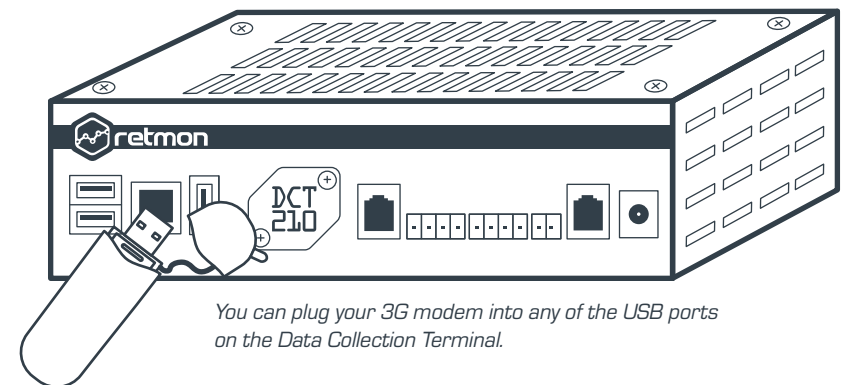 retmon
DCT
210
You can plug your 3G modem into any of the USB ports
on the Data Collection Terminal.